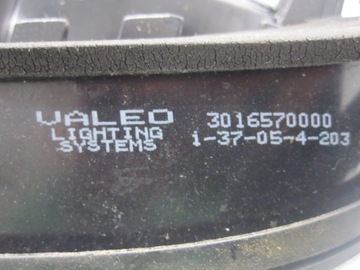 VALEO 3016570000
LIGHTING 1-37-05-4-203
SYSTEMS